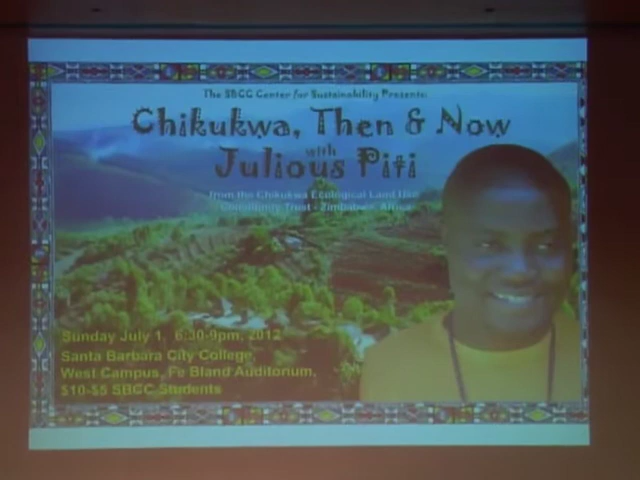 The SBCC Center for Sustainability Presents:
Chikukwa, Then & Now
with
Julious Piti
from the Chikukwa Ecological Land Use
Community Trust - Zimbabwe, Africa
Sunday July 1, 6:30-9pm, 2012
Santa Barbara City College,
West Campus, Fe Bland Auditorium,
$10-$5 SBCC Students